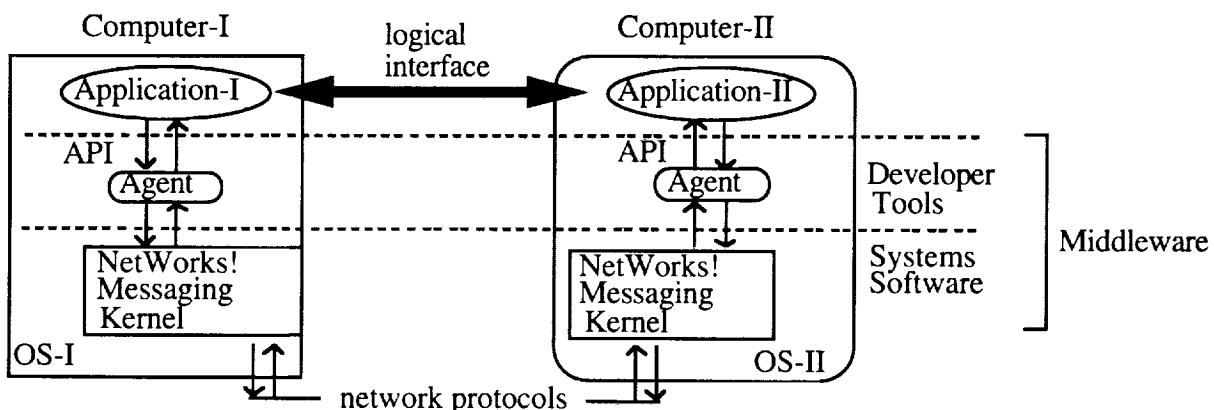 Computer-I
logical
interface
Computer-II
Application-I
Application-II
API
API
Agent
Agent
Developer
Tools
Middleware
NetWorks!
Messaging
Kernel
NetWorks!
Messaging
Kernel
Systems
Software
OS-I
OS-II
network protocols